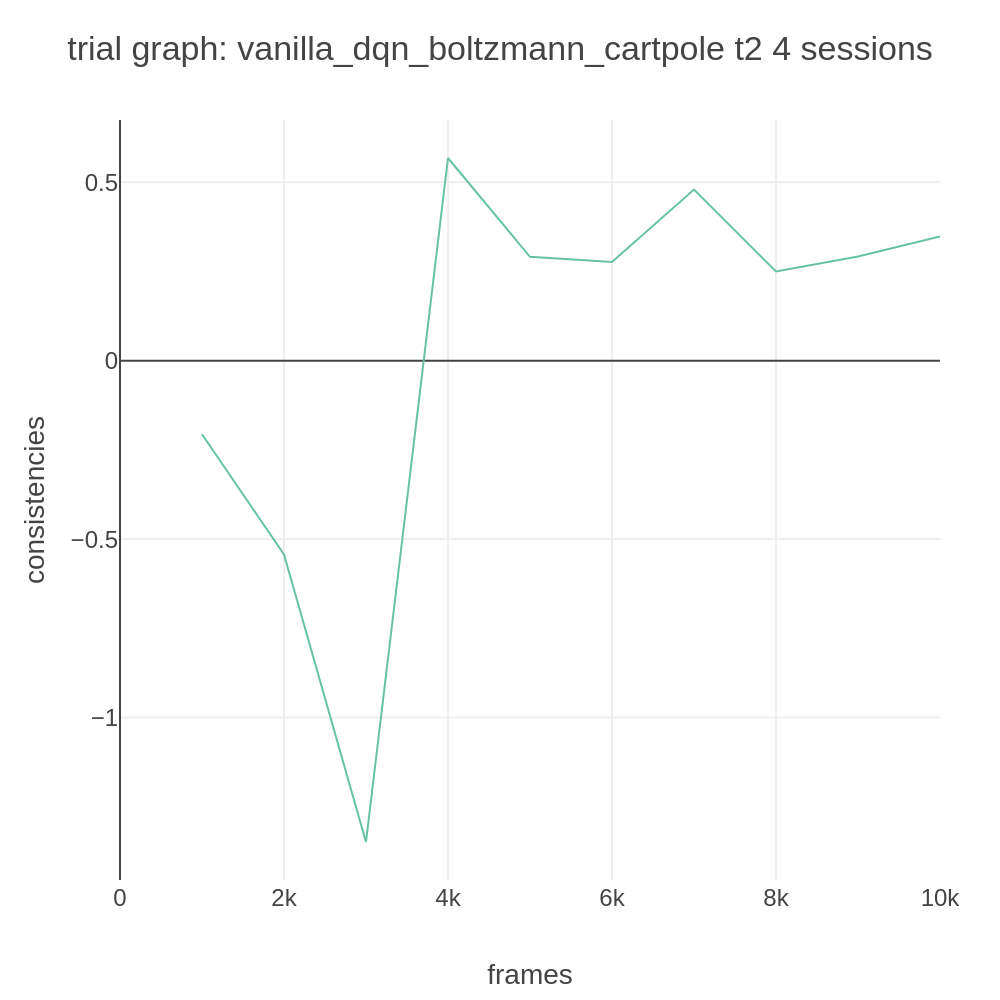 trial graph: vanilla_dqn_boltzmann_cartpole t2 4 sessions
0.5
0
−0.5
−1
consistencies
0
2k
4k
6k
8k
10k
frames